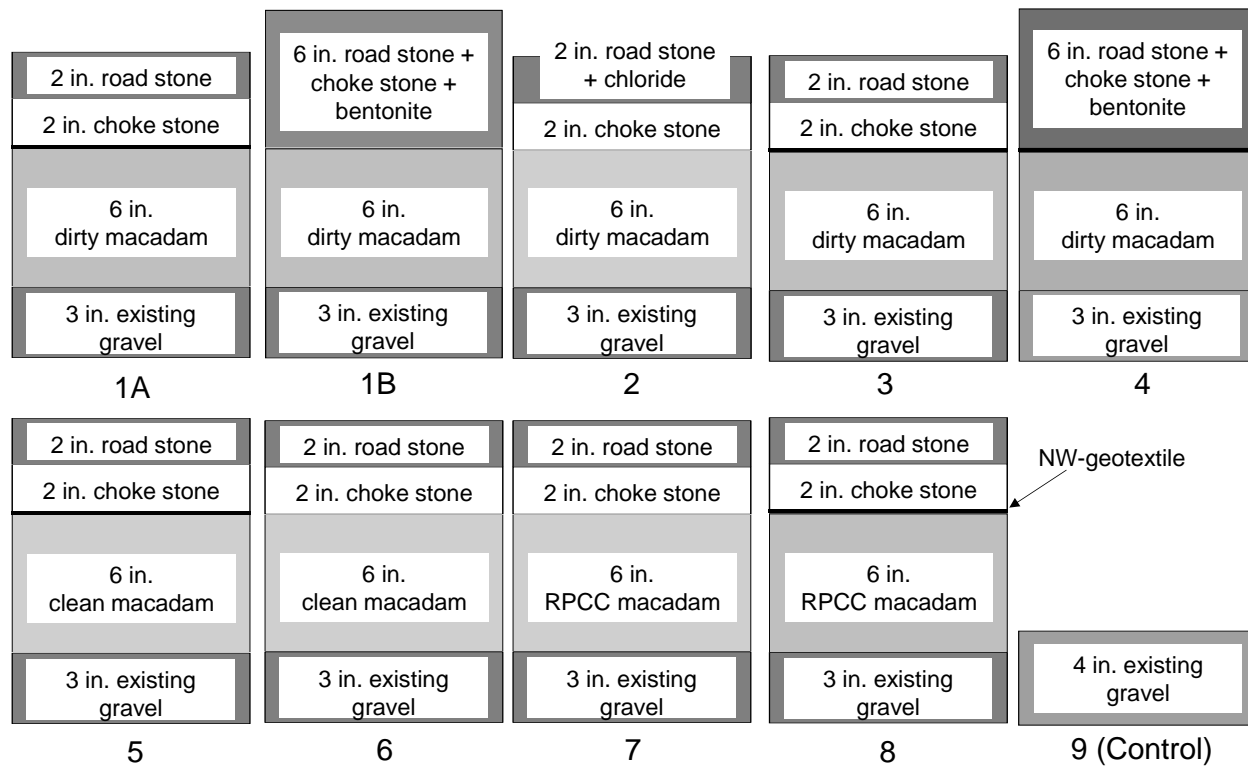 2 in. road stone
2 in. choke stone
6 in.
dirty macadam
3 in. existing
gravel
1A
6 in. road stone +
choke stone +
bentonite
6 in.
dirty macadam
3 in. existing
gravel
1B
2 in. road stone
+ chloride
2 in. choke stone
6 in.
dirty macadam
3 in. existing
gravel
2
2 in. road stone
2 in. choke stone
6 in.
dirty macadam
3 in. existing
gravel
3
6 in. road stone +
choke stone +
bentonite
6 in.
dirty macadam
3 in. existing
gravel
4
2 in. road stone
2 in. choke stone
6 in.
clean macadam
3 in. existing
gravel
5
2 in. road stone
2 in. choke stone
6 in.
clean macadam
3 in. existing
gravel
6
2 in. road stone
2 in. choke stone
6 in.
RPCC macadam
3 in. existing
gravel
7
2 in. road stone
2 in. choke stone
6 in.
RPCC macadam
3 in. existing
gravel
8
NW-geotextile
4 in. existing
gravel
9 (Control)